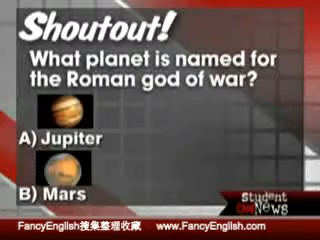 Shoutout!
What planet is named for
the Roman god of war?
A) Jupiter
B) Mars
Student
CNN News
FancyEnglish搜集整理收藏 www.FancyEnglish.com